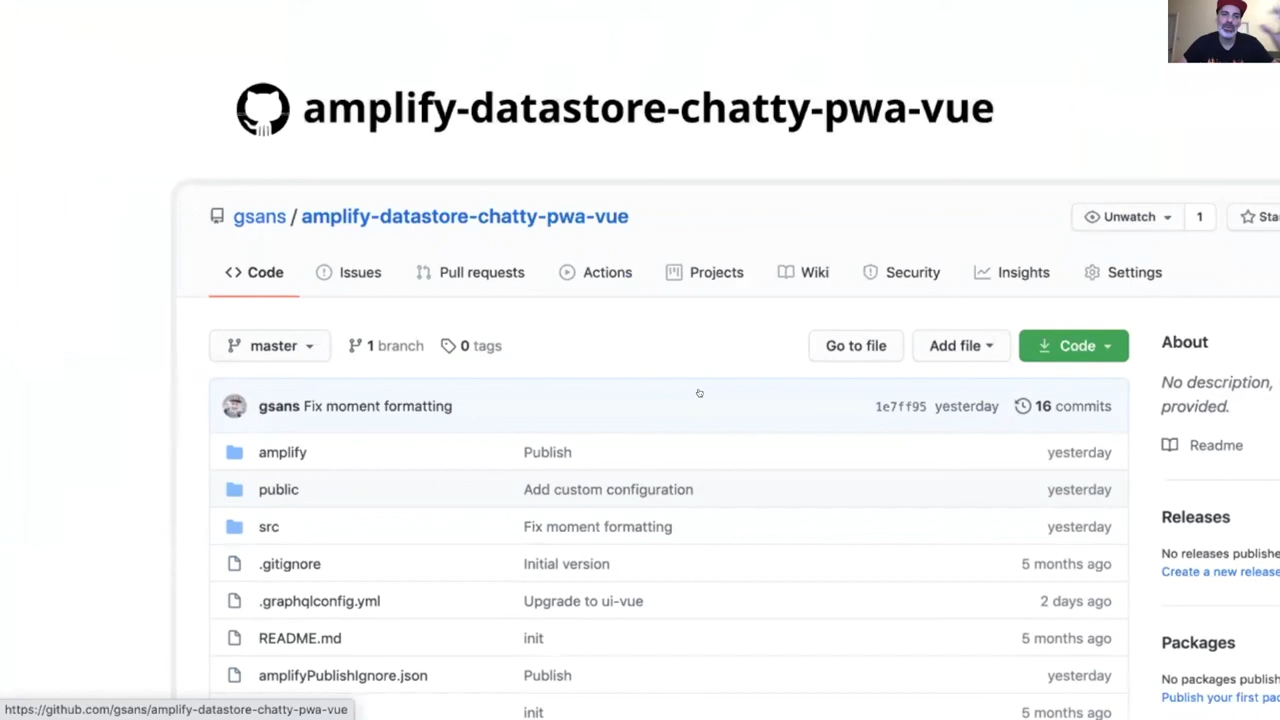 amplify-datastore-chatty-pwa-vue
gsans / amplify-datastore-chatty-pwa-vue
Unwatch 1
Code Issues Pull requests Actions Projects Wiki Security Insights Settings
master 1 branch 0 tags Go to file Add file Code
About
No description,
provided.
gsans Fix moment formatting 1e7ff95 yesterday 16 commits
Readme
amplify Publish yesterday
public Add custom configuration yesterday
Releases
src Fix moment formatting yesterday
No releases publishe
.gitignore Initial version 5 months ago
Create a new release
.graphqlconfig.yml Upgrade to ui-vue 2 days ago
README.md init 5 months ago
Packages
amplifyPublishIgnore.json Publish yesterday
No packages publish
Publish your first pac
https://github.com/gsans/amplify-datastore-chatty-pwa-vue
init 5 months ago